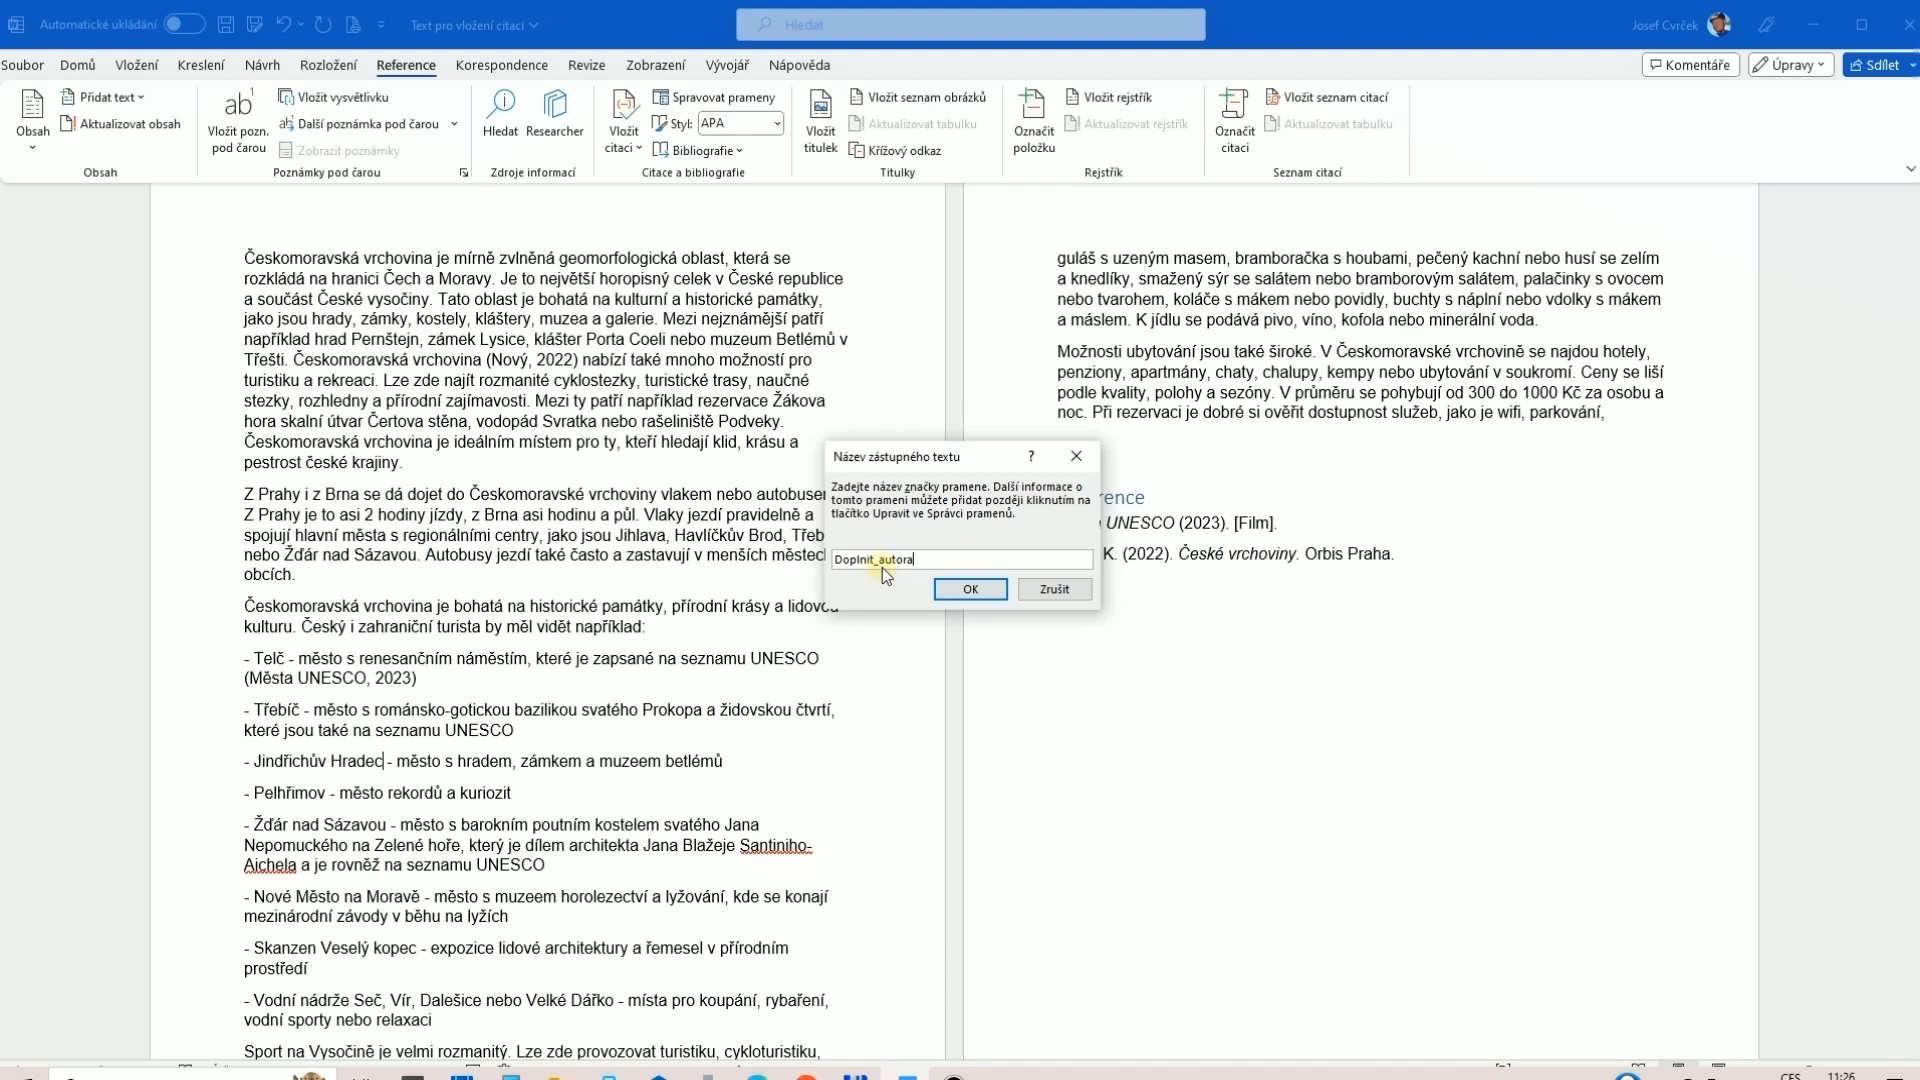 Automatické ukládání
Text pro vložení citací
Hledat
Josef Cvrček
Soubor Domů Vložení Kreslení Návrh Rozložení Reference Korespondence Revize Zobrazení Vývojář Nápověda
Komentáře Úpravy Sdílet
Obsah
Přidat text
Aktualizovat obsah
Obsah
ab
Vložit pozn.
pod čarou
Vložit vysvětlivku
Další poznámka pod čarou
Zobrazit poznámky
Poznámky pod čarou
Hledat Researcher
Zdroje informací
Vložit
citaci
Spravovat prameny
Styl: APA
Bibliografie
Citace a bibliografie
Vložit
titulek
Vložit seznam obrázků
Aktualizovat tabulku
Křížový odkaz
Titulky
Označit
položku
Vložit rejstřík
Aktualizovat rejstřík
Rejstřík
Označit
citaci
Vložit seznam citací
Aktualizovat tabulku
Seznam citací
Českomoravská vrchovina je mírně zvlněná geomorfologická oblast, která se
rozkládá na hranici Čech a Moravy. Je to největší horopisný celek v České republice
a součást České vysočiny. Tato oblast je bohatá na kulturní a historické památky,
jako jsou hrady, zámky, kostely, kláštery, muzea a galerie. Mezi nejznámější patří
například hrad Pernštejn, zámek Lysice, klášter Porta Coeli nebo muzeum Betlémů v
Třešti. Českomoravská vrchovina (Nový, 2022) nabízí také mnoho možností pro
turistiku a rekreaci. Lze zde najít rozmanité cyklostezky, turistické trasy, naučné
stezky, rozhledny a přírodní zajímavosti. Mezi ty patří například rezervace Žákova
hora skalní útvar Čertova stěna, vodopád Svratka nebo rašeliniště Podveky.
Českomoravská vrchovina je ideálním místem pro ty, kteří hledají klid, krásu a
pestrost české krajiny.
Z Prahy i z Brna se dá dojet do Českomoravské vrchoviny vlakem nebo autobusem
Z Prahy je to asi 2 hodiny jízdy, z Brna asi hodinu a půl. Vlaky jezdí pravidelně a
spojují hlavní města s regionálními centry, jako jsou Jihlava, Havlíčkův Brod, Třeb
nebo Žďár nad Sázavou. Autobusy jezdí také často a zastavují v menších městech
obcích.
Českomoravská vrchovina je bohatá na historické památky, přírodní krásy a lidovou
kulturu. Český i zahraniční turista by měl vidět například:
- Telč - město s renesančním náměstím, které je zapsané na seznamu UNESCO
(Města UNESCO, 2023)
- Třebíč - město s románsko-gotickou bazilikou svatého Prokopa a židovskou čtvrtí,
které jsou také na seznamu UNESCO
- Jindřichův Hradec - město s hradem, zámkem a muzeem betlémů
- Pelhřimov - město rekordů a kuriozit
- Žďár nad Sázavou - město s barokním poutním kostelem svatého Jana
Nepomuckého na Zelené hoře, který je dílem architekta Jana Blažeje Santiniho-
Aichela a je rovněž na seznamu UNESCO
- Nové Město na Moravě - město s muzeem horolezectví a lyžování, kde se konají
mezinárodní závody v běhu na lyžích
- Skanzen Veselý kopec - expozice lidové architektury a řemesel v přírodním
prostředí
- Vodní nádrže Seč, Vír, Dalešice nebo Velké Dářko - místa pro koupání, rybaření,
vodní sporty nebo relaxaci
Sport na Vysočině je velmi rozmanitý. Lze zde provozovat turistiku, cykloturistiku,
guláš s uzeným masem, bramboračka s houbami, pečený kachní nebo husí se zelím
a knedlíky, smažený sýr se salátem nebo bramborovým salátem, palačinky s ovocem
nebo tvarohem, koláče s mákem nebo povidly, buchty s náplní nebo vdolky s mákem
a máslem. K jídlu se podává pivo, víno, kofola nebo minerální voda.
Možnosti ubytování jsou také široké. V Českomoravské vrchovině se najdou hotely,
penziony, apartmány, chaty, chalupy, kempy nebo ubytování v soukromí. Ceny se liší
podle kvality, polohy a sezóny. V průměru se pohybují od 300 do 1000 Kč za osobu a
noc. Při rezervaci je dobré si ověřit dostupnost služeb, jako je wifi, parkování,
rence
UNESCO (2023). [Film].
K. (2022). České vrchoviny. Orbis Praha.
Název zástupného textu ?
Zadejte název značky pramene. Další informace o
tomto prameni můžete přidat později kliknutím na
tlačítko Upravit ve Správci pramenů.
Doplnit_autora
OK Zrušit
CES 11:26